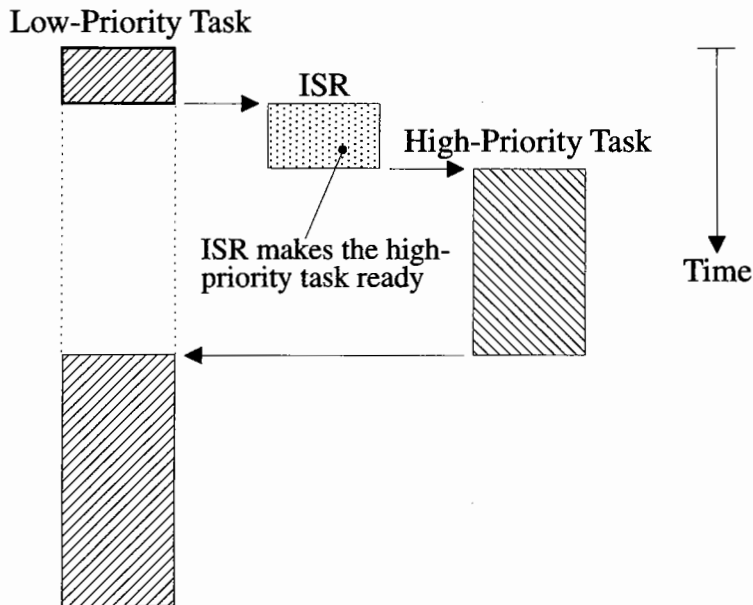 Low-Priority Task
ISR
High-Priority Task
ISR makes the high-
priority task ready
Time